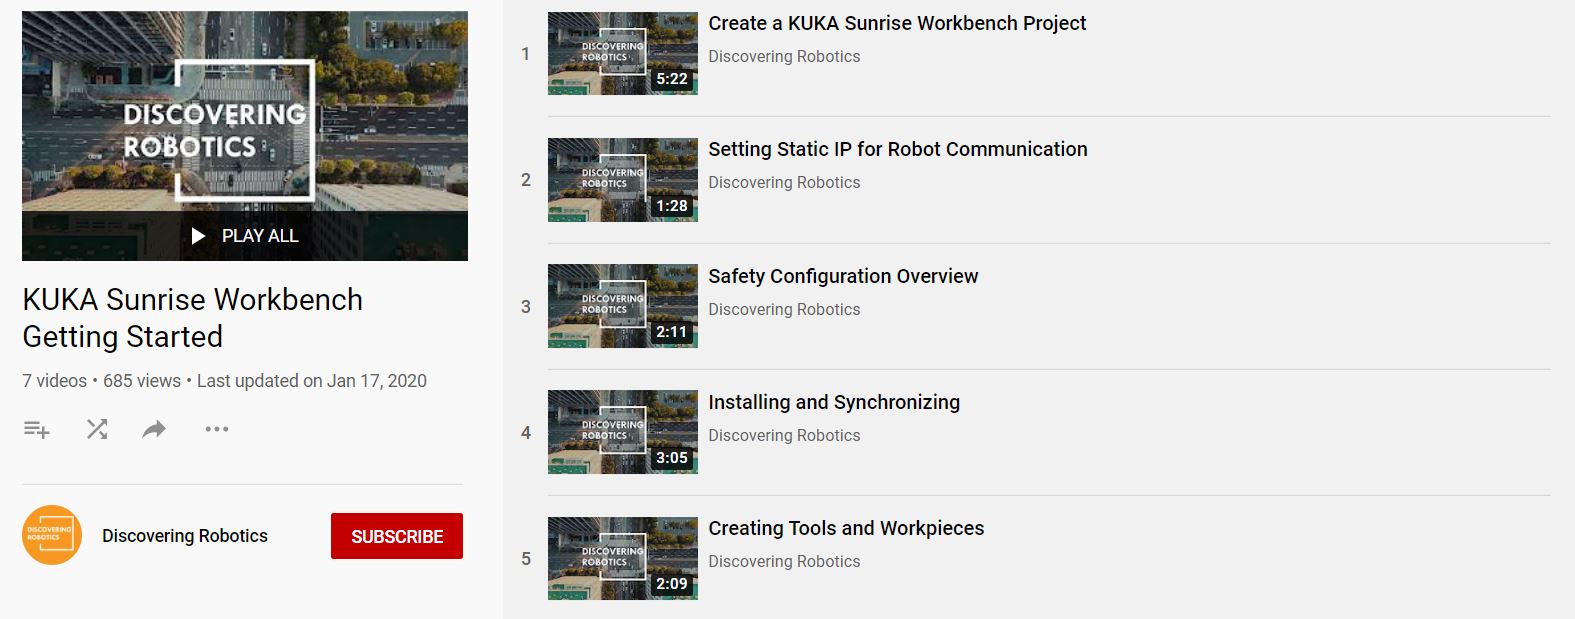 DISCOVERING
ROBOTICS
PLAY ALL
KUKA Sunrise Workbench
Getting Started
7 videos • 685 views • Last updated on Jan 17, 2020
DISCOVERING
ROBOTICS
Discovering Robotics
SUBSCRIBE
1
DISCOVERING
ROBOTICS
5:22
Create a KUKA Sunrise Workbench Project
Discovering Robotics
2
DISCOVERING
ROBOTICS
1:28
Setting Static IP for Robot Communication
Discovering Robotics
3
DISCOVERING
ROBOTICS
2:11
Safety Configuration Overview
Discovering Robotics
4
DISCOVERING
ROBOTICS
3:05
Installing and Synchronizing
Discovering Robotics
5
DISCOVERING
ROBOTICS
2:09
Creating Tools and Workpieces
Discovering Robotics